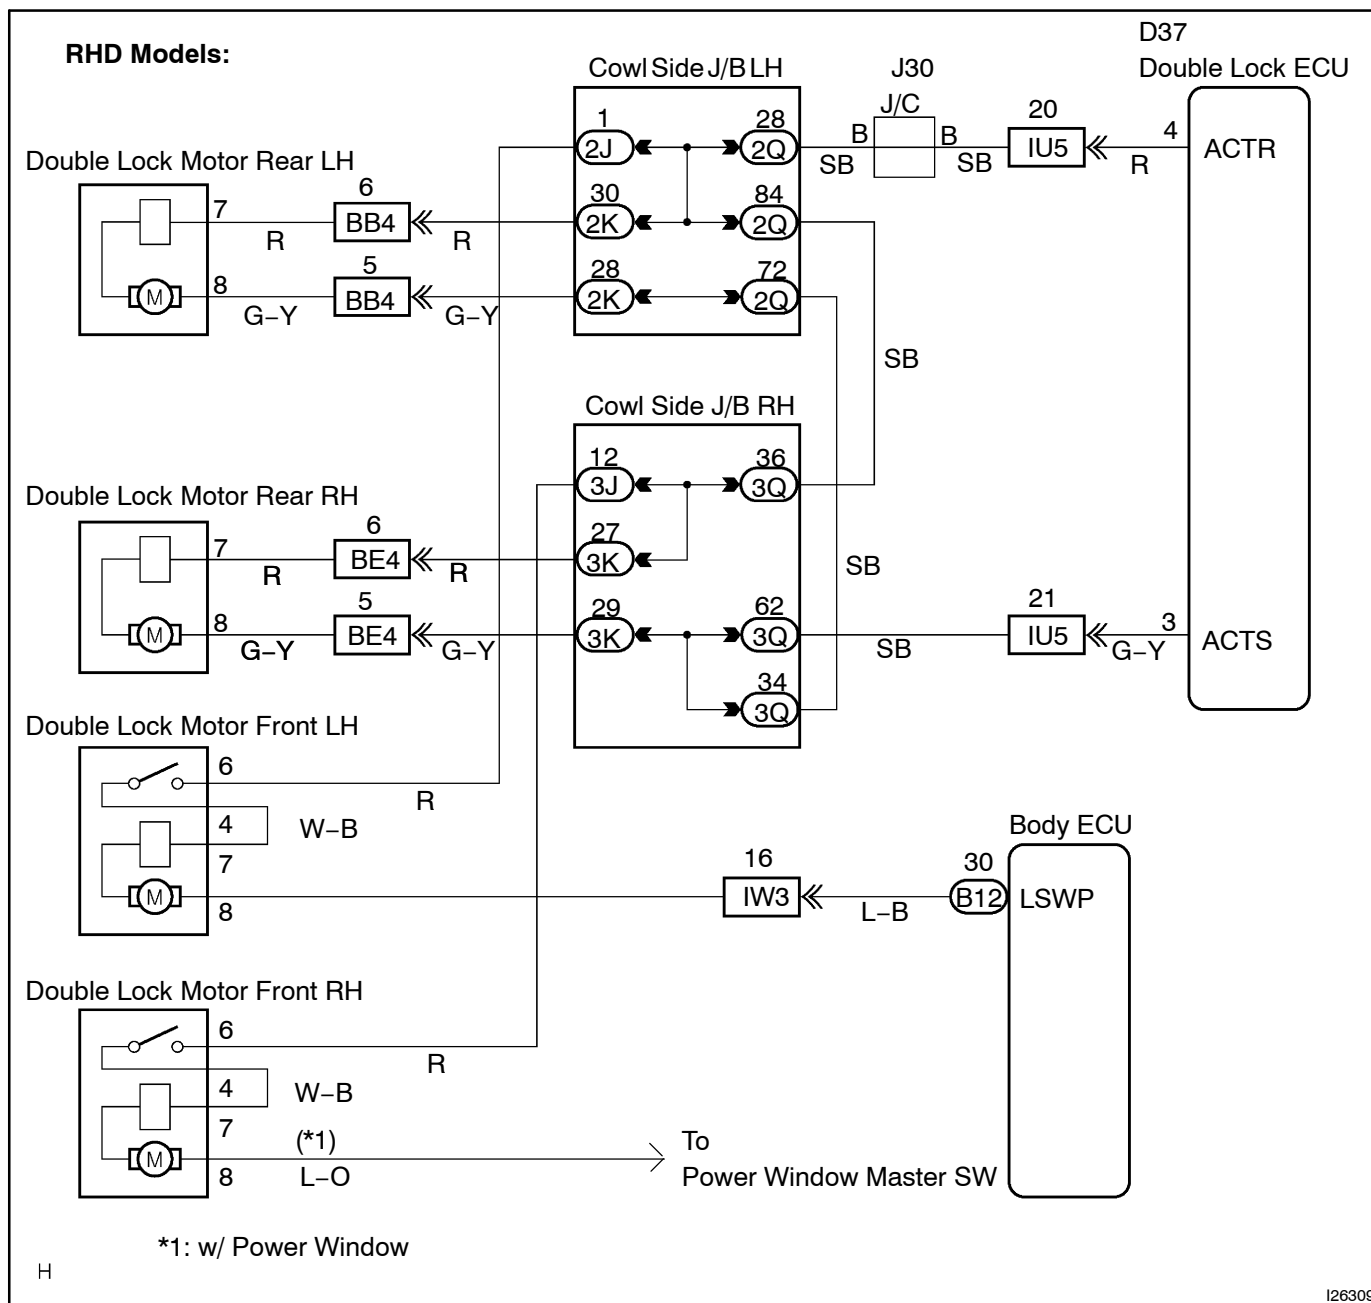 RHD Models:
D37
Double Lock ECU
Cowl Side J/B LH
J30
J/C
1
2J
28
2Q
B
SB
B
SB
20
IU5
4
R
ACTR
Double Lock Motor Rear LH
7
R
6
BB4
R
30
2K
84
2Q
M
8
G-Y
5
BB4
G-Y
28
2K
72
2Q
SB
Cowl Side J/B RH
12
3J
36
3Q
Double Lock Motor Rear RH
7
R
6
BE4
R
27
3K
SB
M
8
G-Y
5
BE4
G-Y
29
3K
62
3Q
SB
21
IU5
3
G-Y
ACTS
34
3Q
Double Lock Motor Front LH
6
R
4
W-B
7
M
8
16
IW3
L-B
30
B12
Body ECU
LSWP
Double Lock Motor Front RH
6
R
4
W-B
7
M
8
(*1)
L-O
To
Power Window Master SW
*1: w/ Power Window
H
I26309